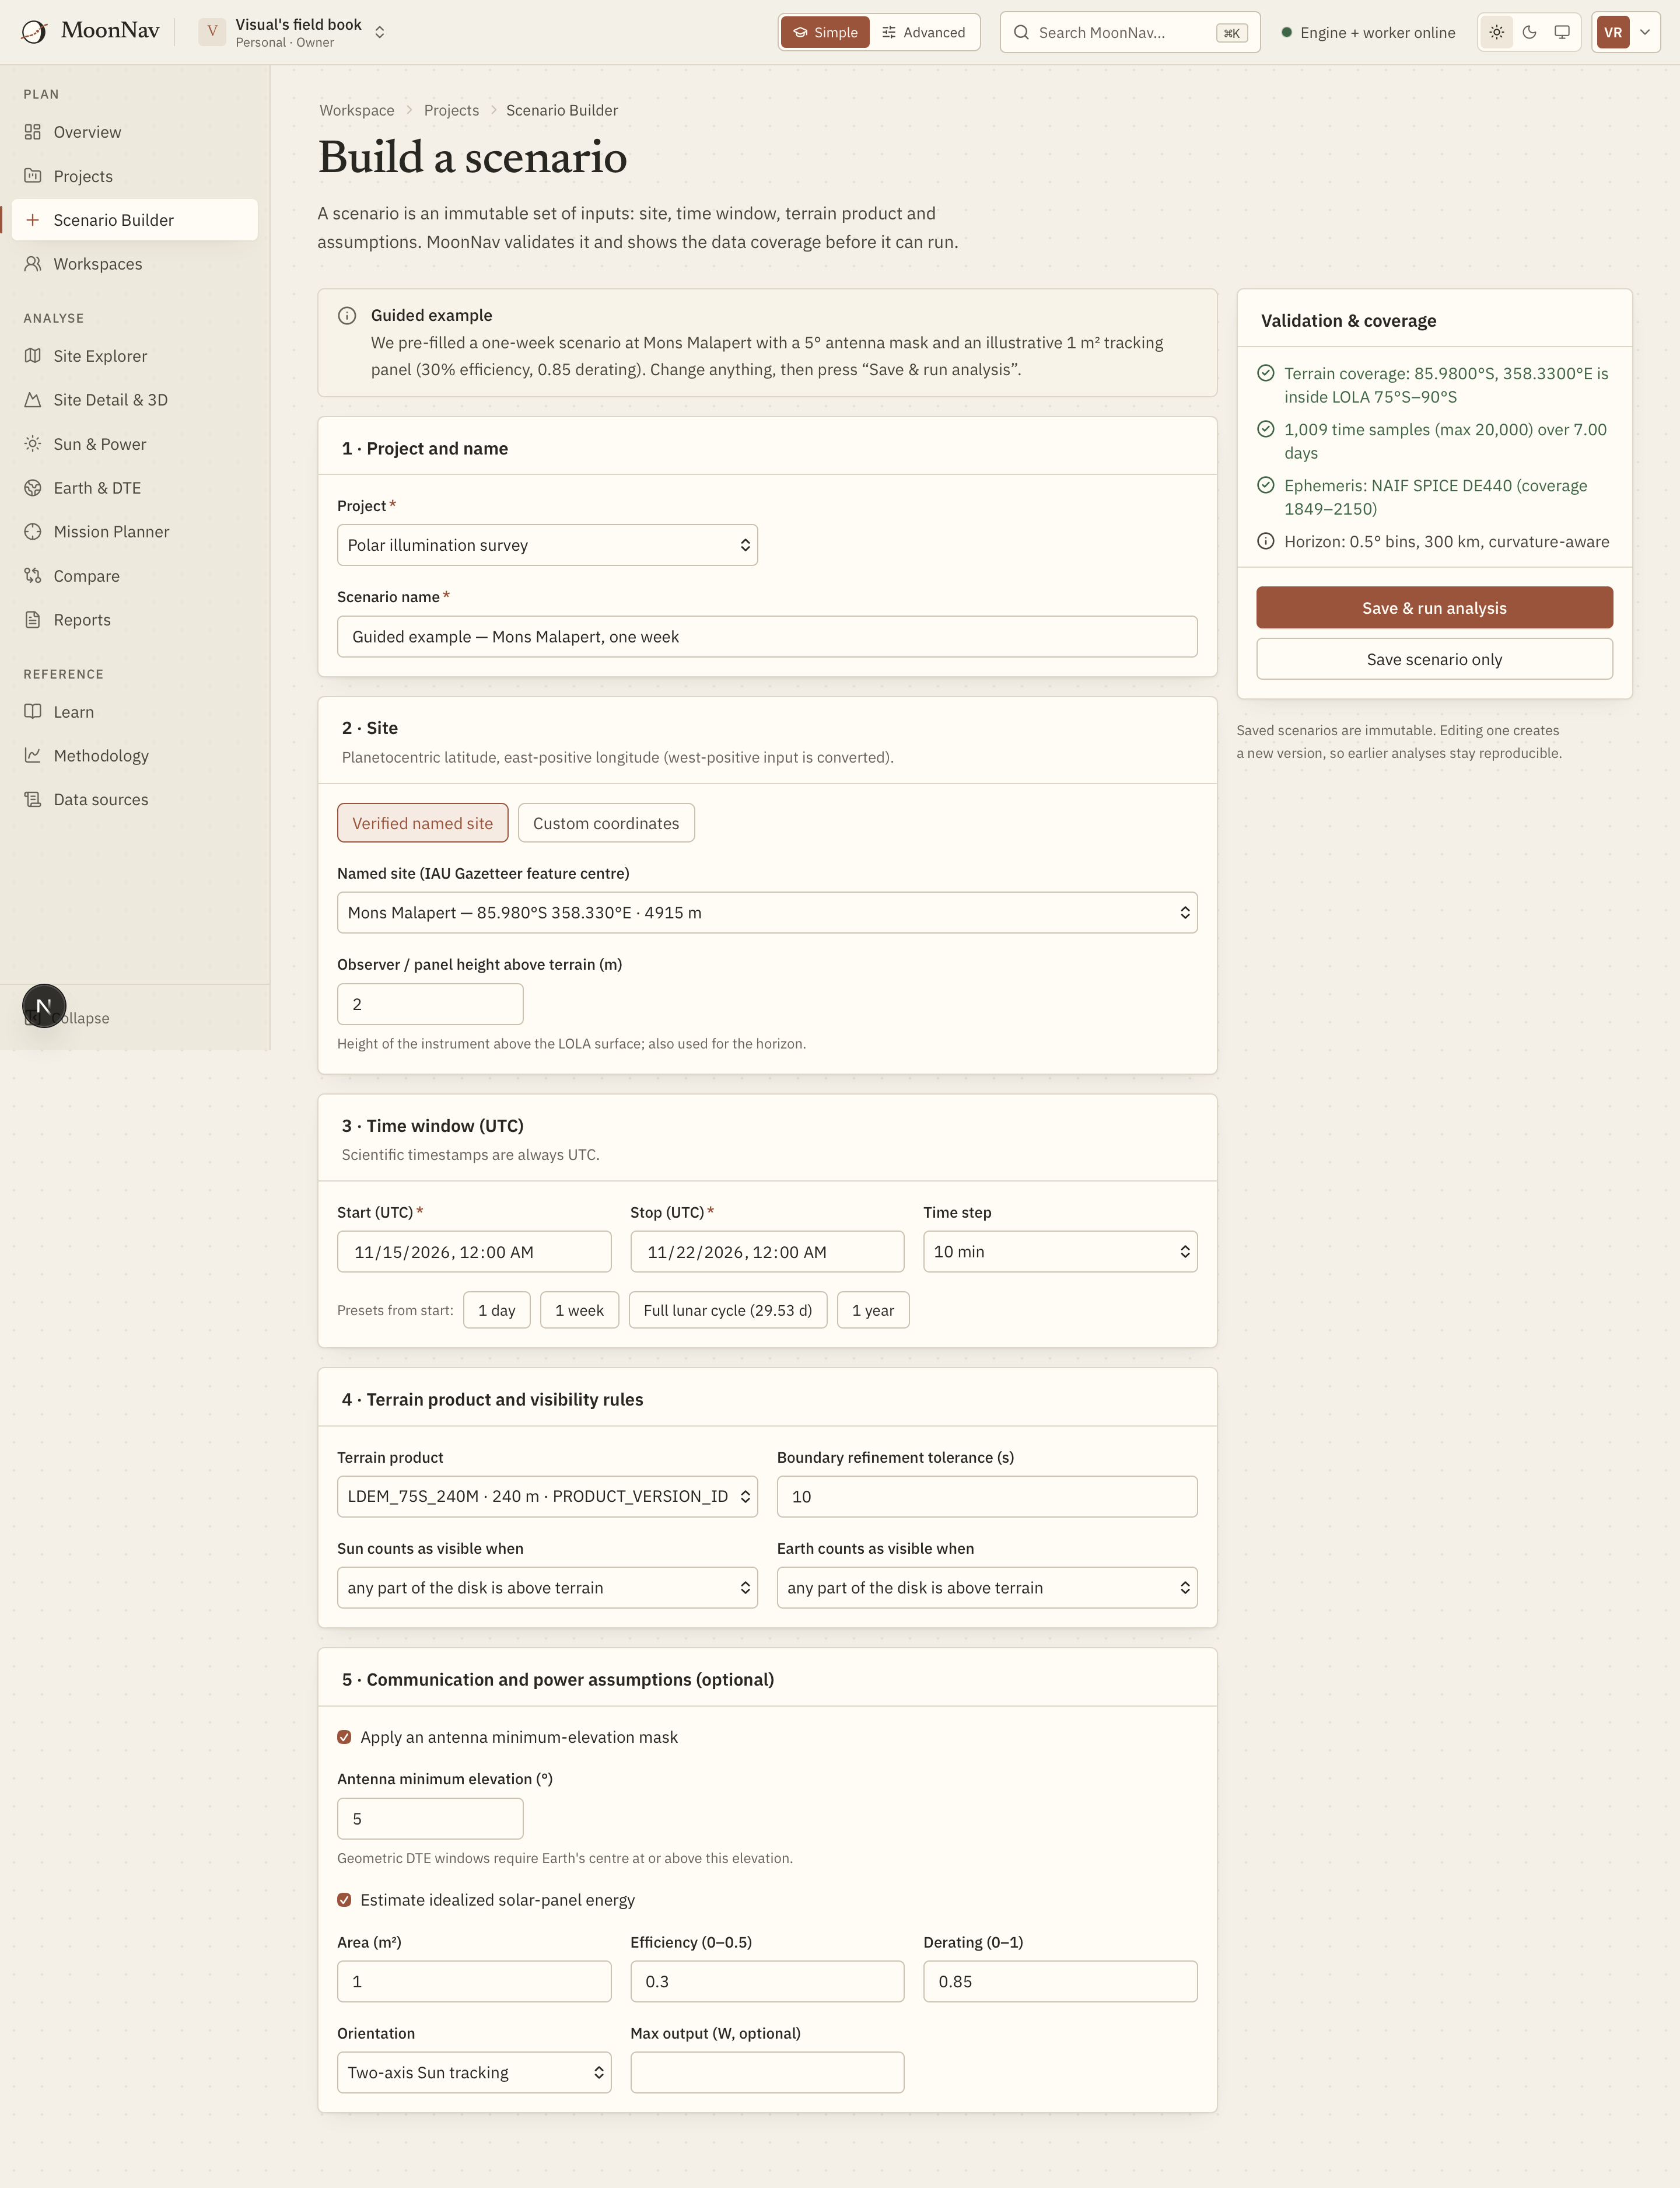 MoonNav
V
Visual's field book
Personal · Owner
Simple
Advanced
Search MoonNav...
⌘K
Engine + worker online
VR
PLAN
Overview
Projects
Scenario Builder
Workspaces
ANALYSE
Site Explorer
Site Detail & 3D
Sun & Power
Earth & DTE
Mission Planner
Compare
Reports
REFERENCE
Learn
Methodology
Data sources
N
Collapse
Workspace
Projects
Scenario Builder
Build a scenario
A scenario is an immutable set of inputs: site, time window, terrain product and
assumptions. MoonNav validates it and shows the data coverage before it can run.
Guided example
We pre-filled a one-week scenario at Mons Malapert with a 5° antenna mask and an illustrative 1 m² tracking
panel (30% efficiency, 0.85 derating). Change anything, then press “Save & run analysis”.
1 · Project and name
Project *
Polar illumination survey
Scenario name *
Guided example — Mons Malapert, one week
2 · Site
Planetocentric latitude, east-positive longitude (west-positive input is converted).
Verified named site
Custom coordinates
Named site (IAU Gazetteer feature centre)
Mons Malapert — 85.980°S 358.330°E · 4915 m
Observer / panel height above terrain (m)
2
Height of the instrument above the LOLA surface; also used for the horizon.
3 · Time window (UTC)
Scientific timestamps are always UTC.
Start (UTC) *
Stop (UTC) *
Time step
11/15/2026, 12:00 AM
11/22/2026, 12:00 AM
10 min
Presets from start:
1 day
1 week
Full lunar cycle (29.53 d)
1 year
4 · Terrain product and visibility rules
Terrain product
Boundary refinement tolerance (s)
LDEM_75S_240M · 240 m · PRODUCT_VERSION_ID
10
Sun counts as visible when
Earth counts as visible when
any part of the disk is above terrain
any part of the disk is above terrain
5 · Communication and power assumptions (optional)
Apply an antenna minimum-elevation mask
Antenna minimum elevation (°)
5
Geometric DTE windows require Earth's centre at or above this elevation.
Estimate idealized solar-panel energy
Area (m²)
Efficiency (0–0.5)
Derating (0–1)
1
0.3
0.85
Orientation
Max output (W, optional)
Two-axis Sun tracking
Validation & coverage
Terrain coverage: 85.9800°S, 358.3300°E is
inside LOLA 75°S–90°S
1,009 time samples (max 20,000) over 7.00
days
Ephemeris: NAIF SPICE DE440 (coverage
1849–2150)
Horizon: 0.5° bins, 300 km, curvature-aware
Save & run analysis
Save scenario only
Saved scenarios are immutable. Editing one creates
a new version, so earlier analyses stay reproducible.